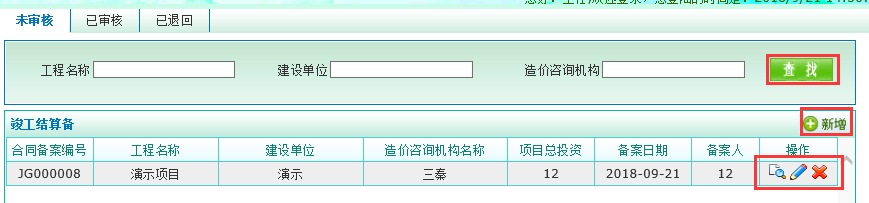 未审核 已审核 已退回
工程名称 建设单位 造价咨询机构 查 找
竣工结算备 新增
合同备案编号 工程名称 建设单位 造价咨询机构名称 项目总投资 备案日期 备案人 操作
JG000008 演示项目 演示 三秦 12 2018-09-21 12